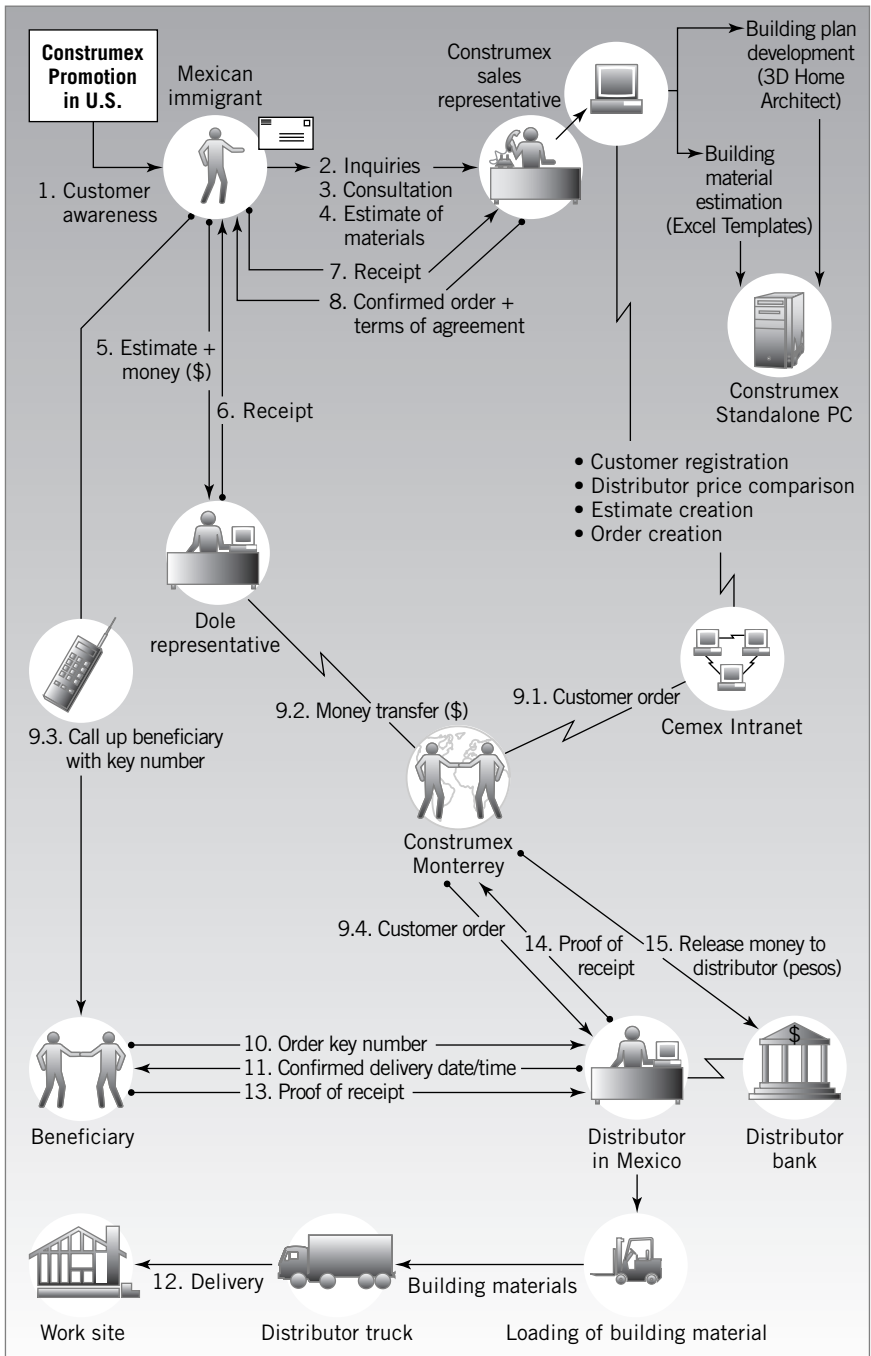 Construmex
Promotion
in U.S.
Mexican
immigrant
Construmex
sales
representative
Building plan
development
(3D Home
Architect)
1. Customer
awareness
2. Inquiries
3. Consultation
4. Estimate of
materials
Building
material
estimation
(Excel Templates)
7. Receipt
8. Confirmed order +
terms of agreement
5. Estimate +
money ($)
6. Receipt
Construmex
Standalone PC
• Customer registration
• Distributor price comparison
• Estimate creation
• Order creation
Dole
representative
9.3. Call up beneficiary
with key number
9.2. Money transfer ($)
9.1. Customer order
Cemex Intranet
Construmex
Monterrey
9.4. Customer order
14. Proof of
receipt
15. Release money to
distributor (pesos)
$
10. Order key number
11. Confirmed delivery date/time
13. Proof of receipt
Beneficiary
Distributor
in Mexico
Distributor
bank
12. Delivery
Building materials
Work site
Distributor truck
Loading of building material